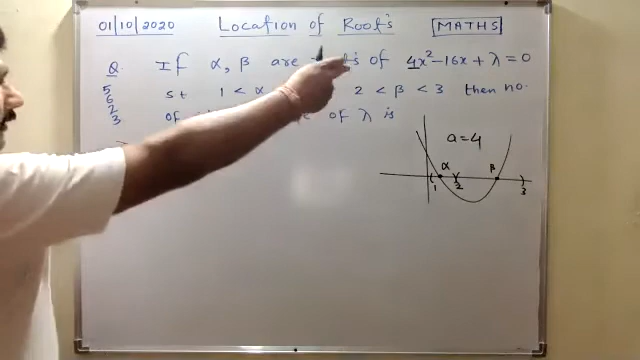 01/10/2020 Location of Roots MATHS
Q. If α, β are of 4x² - 16x + λ = 0
5 st 1 < α 2 < β < 3 then no.
6
2
3 of of λ is
a = 4
α β
1 2 3